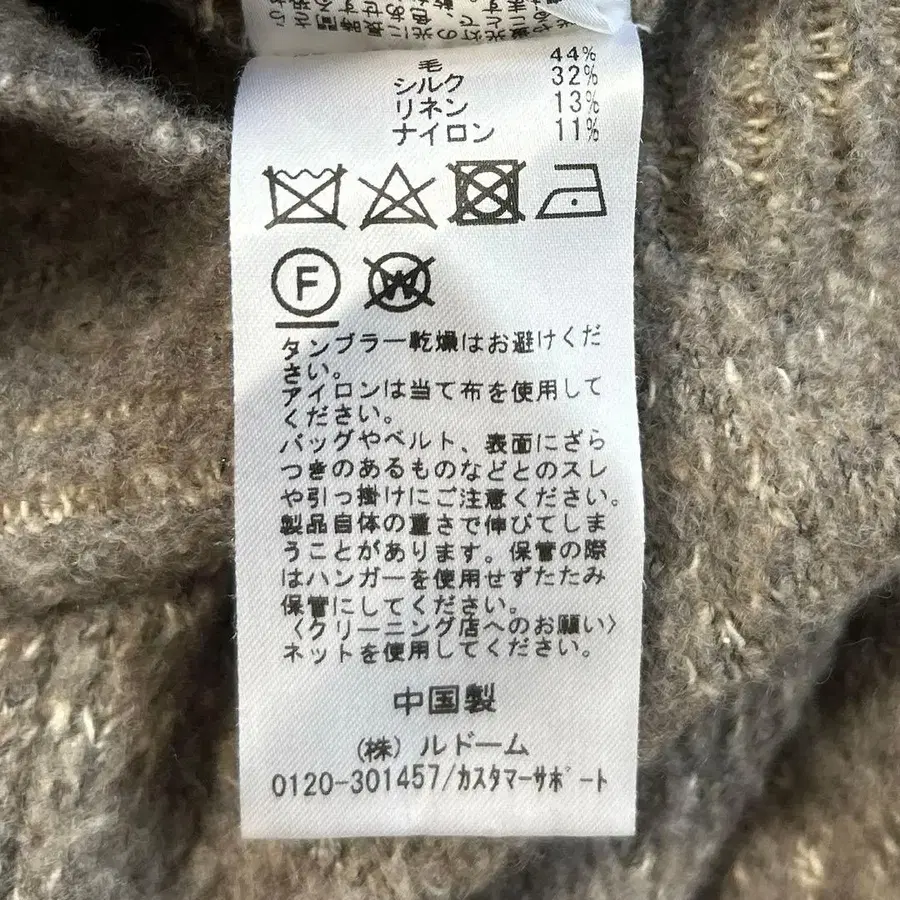 毛 44%
シルク 32%
リネン 13%
ナイロン 11%
F
W
タンブラー乾燥はお避けくだ
さい。
アイロンは当て布を使用して
ください。
バッグやベルト、表面にざら
つきのあるものなどとのスレ
や引っ掛けにご注意ください。
製品自体の重さで伸びてしま
うことがあります。保管の際
はハンガーを使用せずたたみ
保管にしてください。
〈クリーニング店へのお願い〉
ネットを使用してください。
中国製
(株) ルドーム
0120-301457/カスタマーサポート